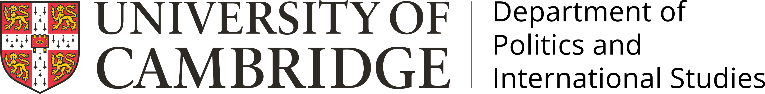 UNIVERSITY OF
CAMBRIDGE
Department of
Politics and
International Studies